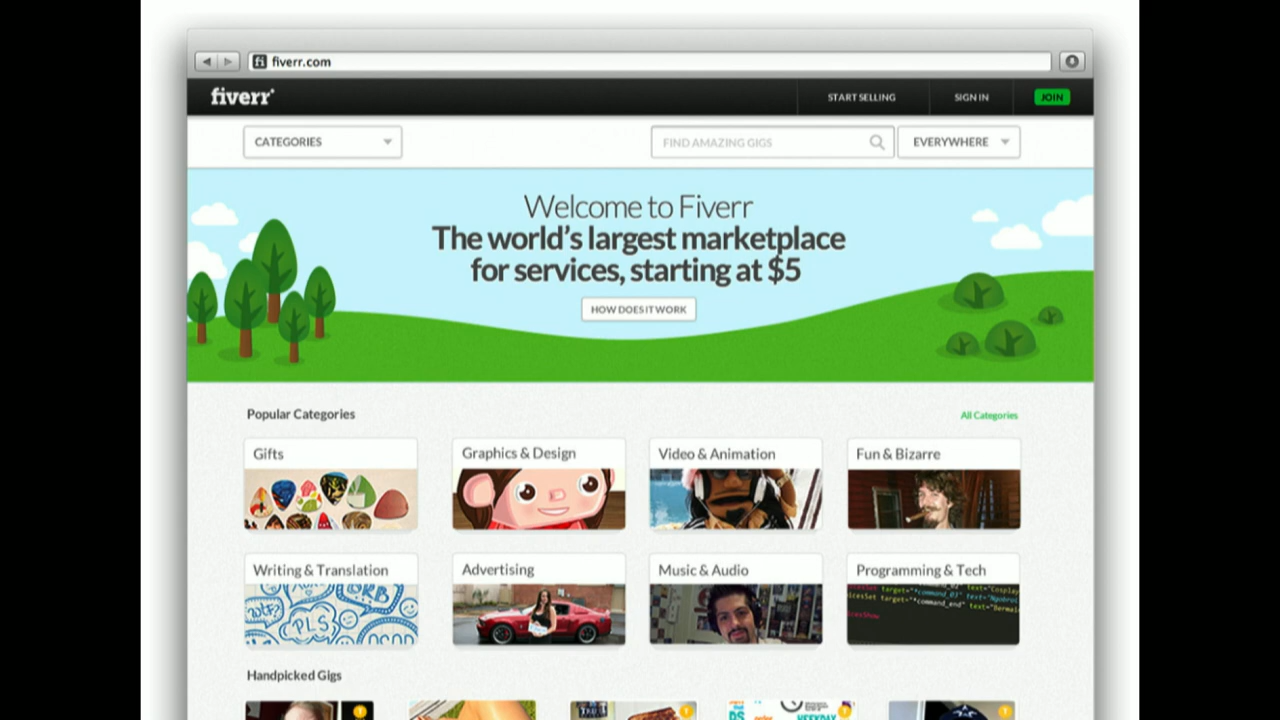 fiverr.com
fiverr
START SELLING
SIGN IN
JOIN
CATEGORIES
FIND AMAZING GIGS
EVERYWHERE
Welcome to Fiverr
The world's largest marketplace
for services, starting at $5
HOW DOES IT WORK
Popular Categories
All Categories
Gifts
Graphics & Design
Video & Animation
Fun & Bizarre
Writing & Translation
Advertising
Music & Audio
Programming & Tech
PLS
Handpicked Gigs